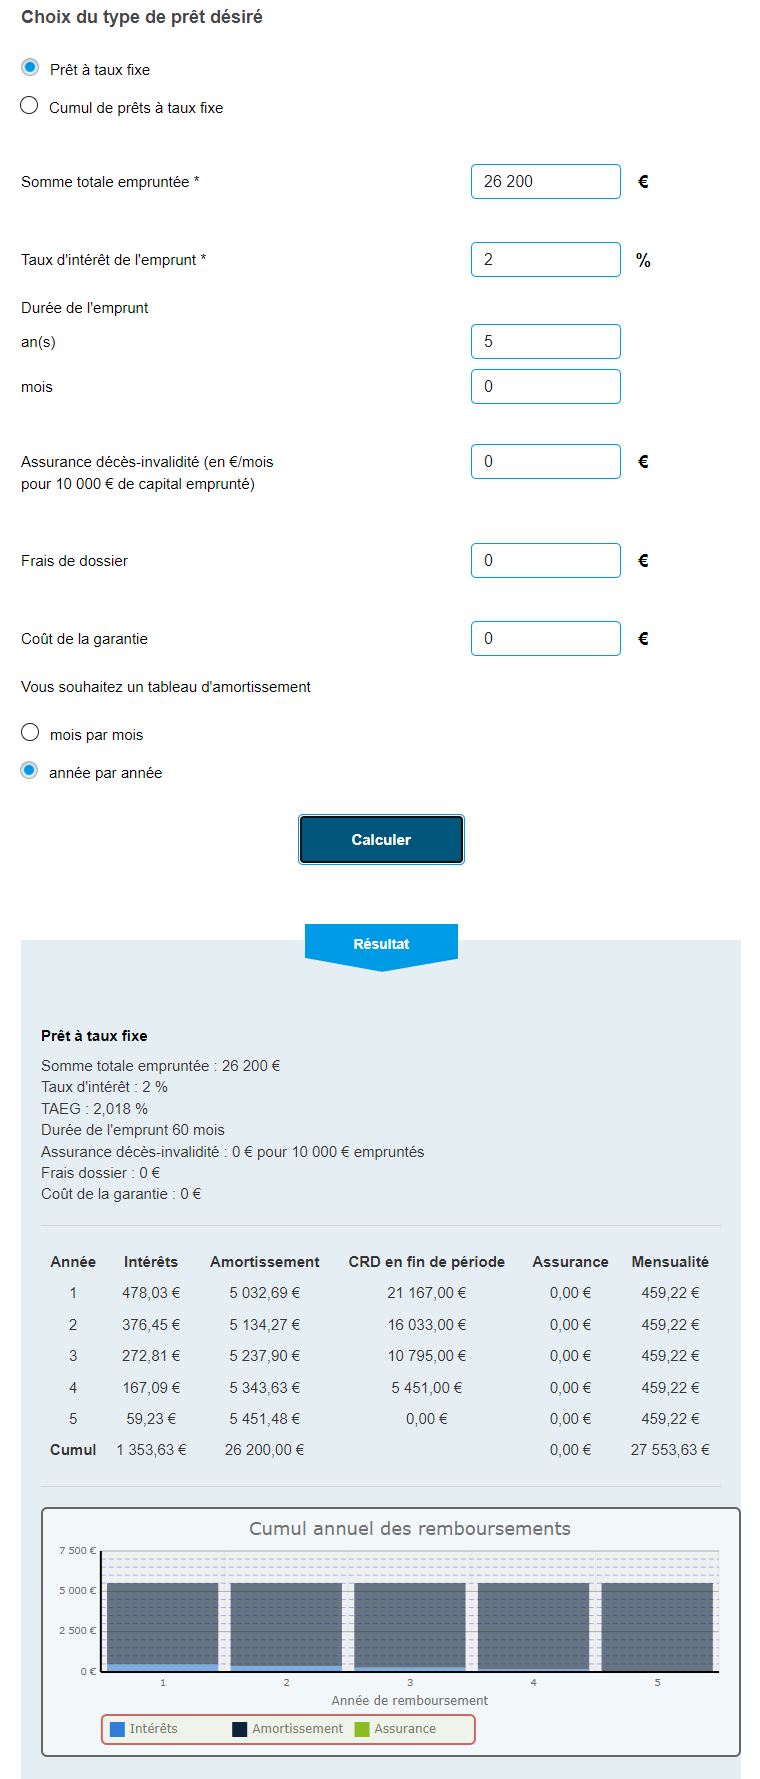 Choix du type de prêt désiré
Prêt à taux fixe
Cumul de prêts à taux fixe
Somme totale empruntée * 26 200 €
Taux d'intérêt de l'emprunt * 2 %
Durée de l'emprunt
an(s) 5
mois 0
Assurance décès-invalidité (en €/mois 0 €
pour 10 000 € de capital emprunté)
Frais de dossier 0 €
Coût de la garantie 0 €
Vous souhaitez un tableau d'amortissement
mois par mois
année par année
Calculer
Résultat
Prêt à taux fixe
Somme totale empruntée : 26 200 €
Taux d'intérêt : 2 %
TAEG : 2,018 %
Durée de l'emprunt 60 mois
Assurance décès-invalidité : 0 € pour 10 000 € empruntés
Frais dossier : 0 €
Coût de la garantie : 0 €
Année Intérêts Amortissement CRD en fin de période Assurance Mensualité
1 478,03 € 5 032,69 € 21 167,00 € 0,00 € 459,22 €
2 376,45 € 5 134,27 € 16 033,00 € 0,00 € 459,22 €
3 272,81 € 5 237,90 € 10 795,00 € 0,00 € 459,22 €
4 167,09 € 5 343,63 € 5 451,00 € 0,00 € 459,22 €
5 59,23 € 5 451,48 € 0,00 € 0,00 € 459,22 €
Cumul 1 353,63 € 26 200,00 € 0,00 € 27 553,63 €
Cumul annuel des remboursements
7 500 €
5 000 €
2 500 €
0 €
1 2 3 4 5
Année de remboursement
Intérêts Amortissement Assurance